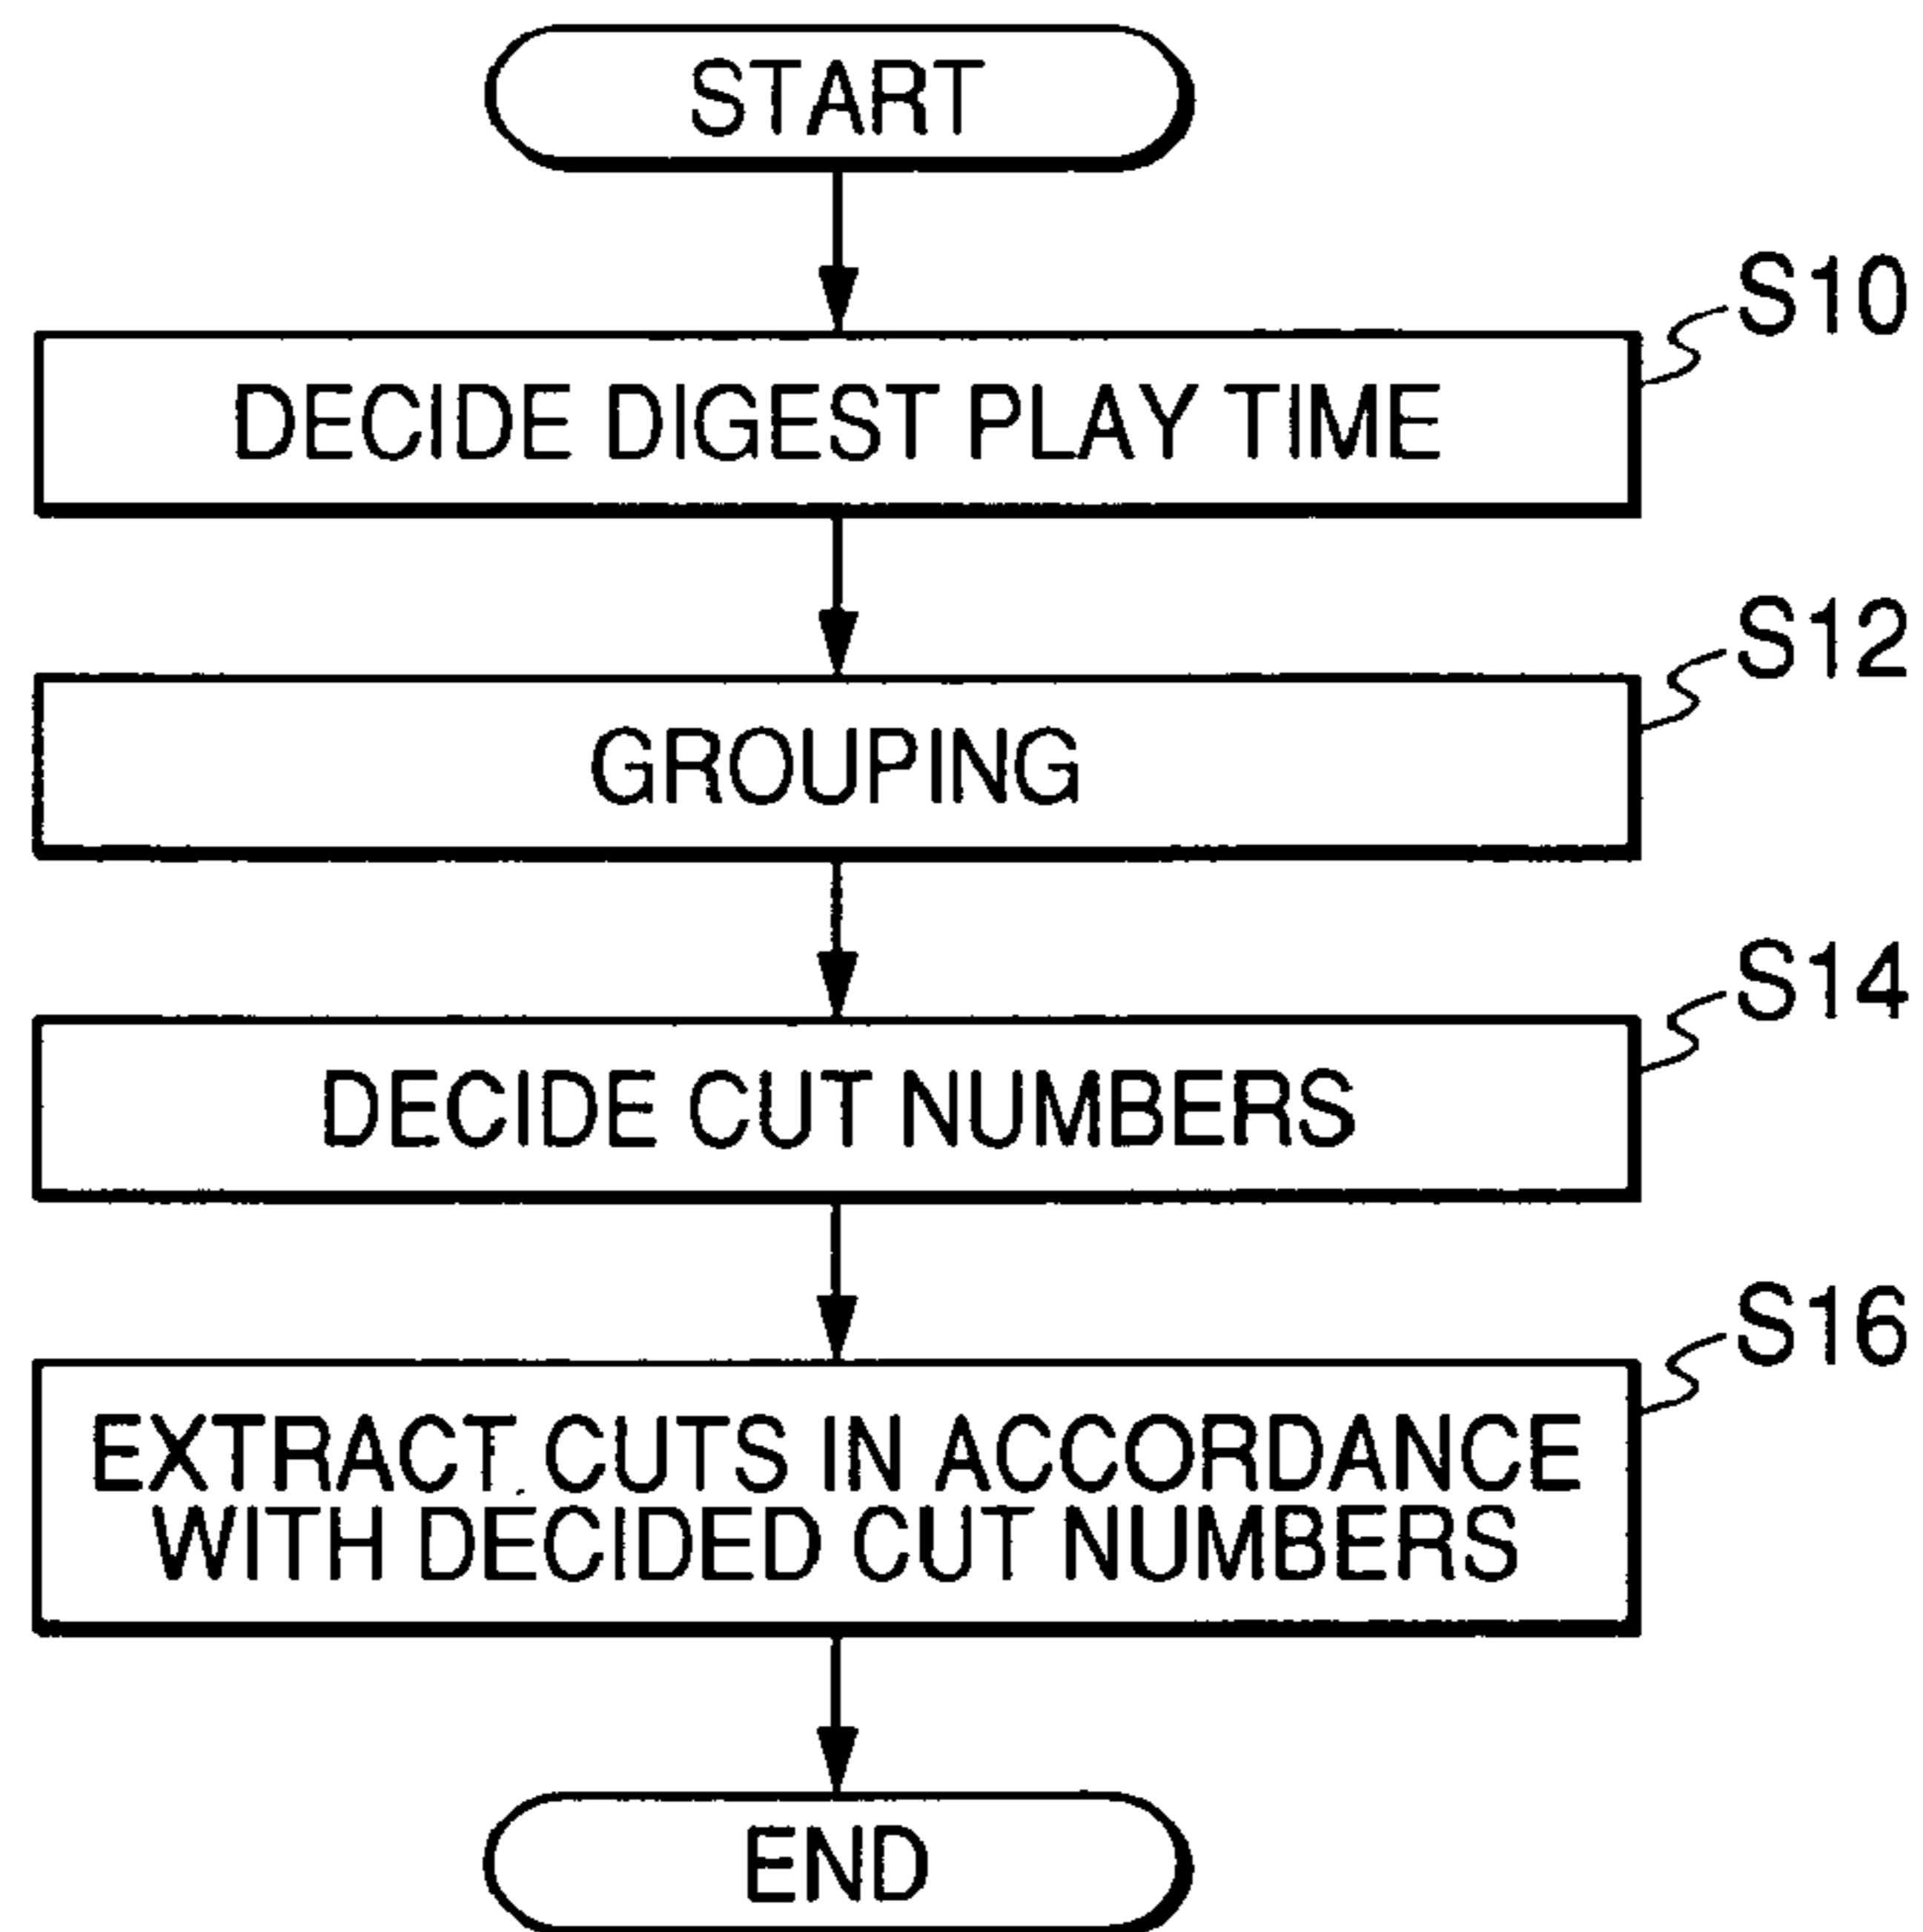 START
S10
DECIDE DIGEST PLAY TIME
S12
GROUPING
S14
DECIDE CUT NUMBERS
S16
EXTRACT CUTS IN ACCORDANCE
WITH DECIDED CUT NUMBERS
END